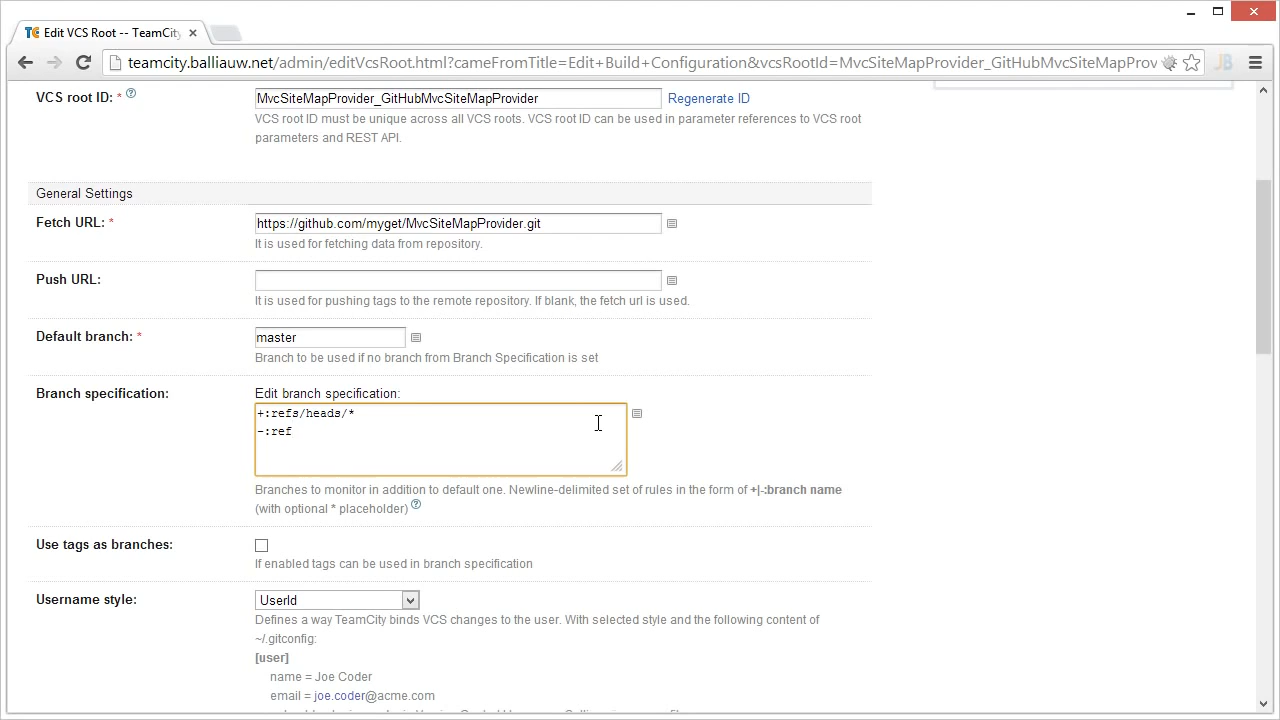 Edit VCS Root -- TeamCity
teamcity.balliauw.net/admin/editVcsRoot.html?cameFromTitle=Edit+Build+Configuration&vcsRootId=MvcSiteMapProvider_GitHubMvcSiteMapProv
VCS root ID: * MvcSiteMapProvider_GitHubMvcSiteMapProvider Regenerate ID
VCS root ID must be unique across all VCS roots. VCS root ID can be used in parameter references to VCS root
parameters and REST API.
General Settings
Fetch URL: * https://github.com/myget/MvcSiteMapProvider.git
It is used for fetching data from repository.
Push URL:
It is used for pushing tags to the remote repository. If blank, the fetch url is used.
Default branch: * master
Branch to be used if no branch from Branch Specification is set
Branch specification: Edit branch specification:
+:refs/heads/*
-:ref
Branches to monitor in addition to default one. Newline-delimited set of rules in the form of +|-:branch name
(with optional * placeholder)
Use tags as branches:
If enabled tags can be used in branch specification
Username style: UserId
Defines a way TeamCity binds VCS changes to the user. With selected style and the following content of
~/.gitconfig:
[user]
name = Joe Coder
email = joe.coder@acme.com